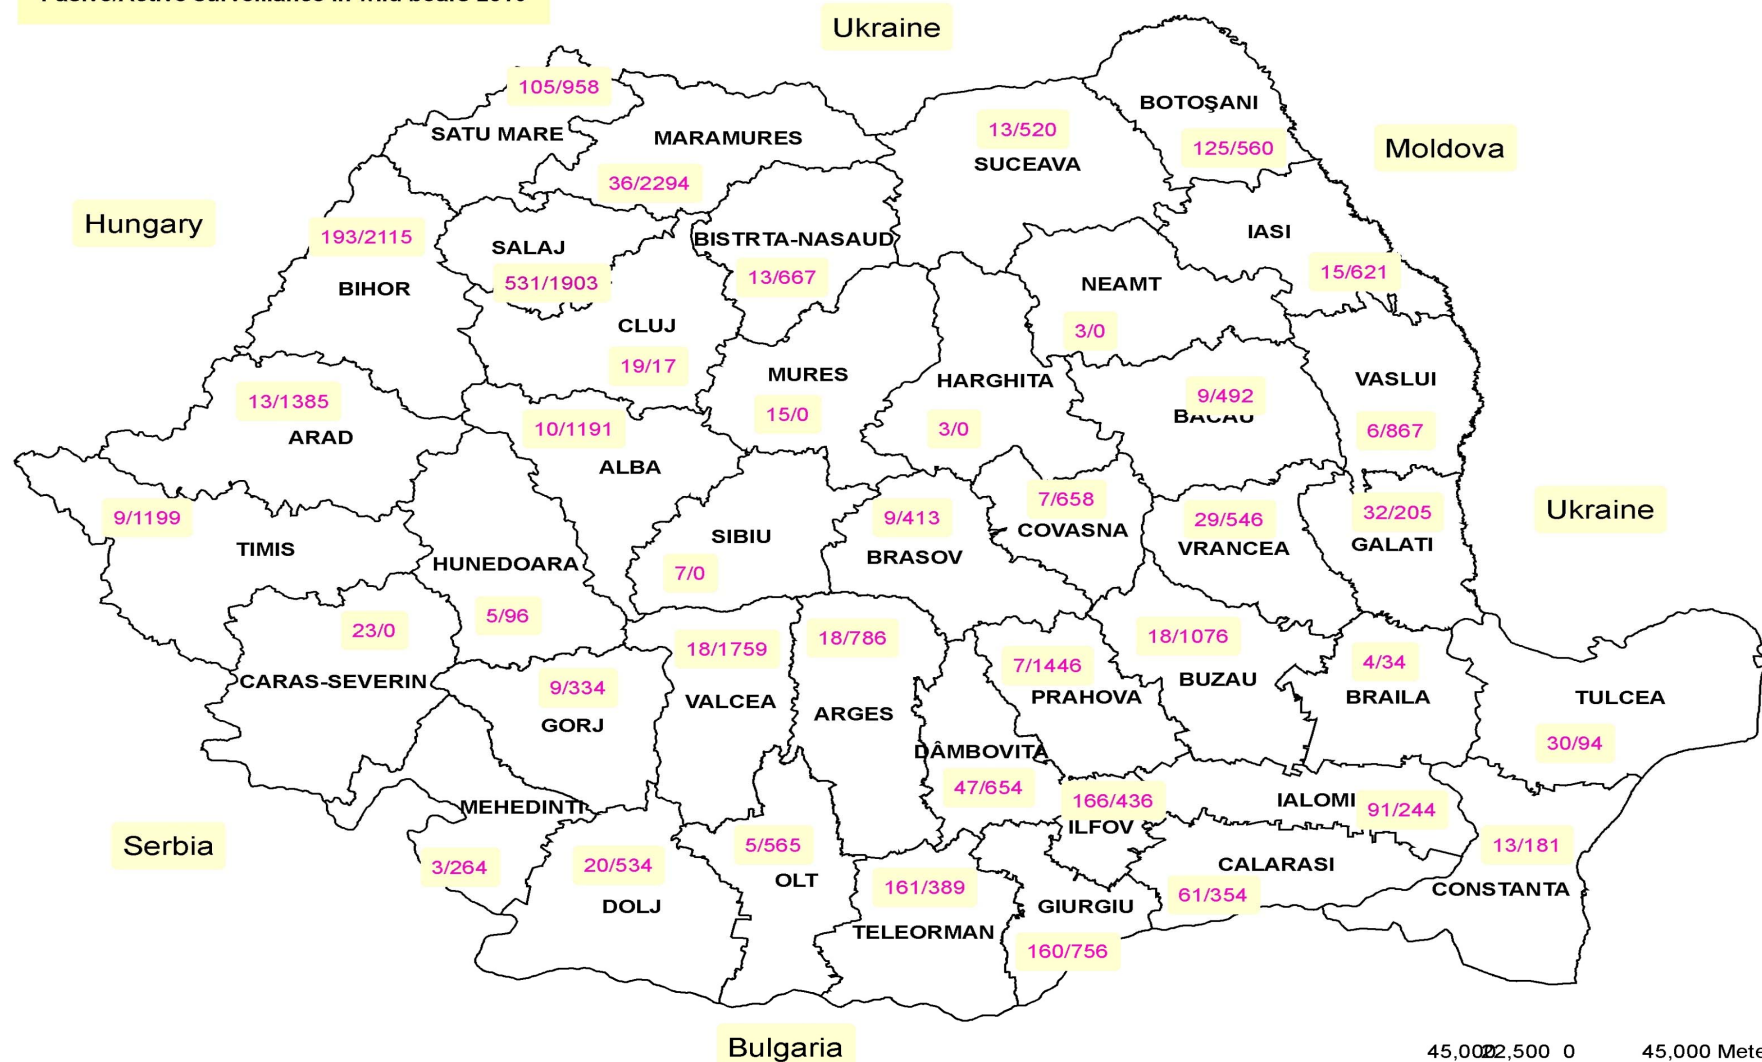 Ukraine
105/958
BOTOŞANI
SATU MARE
MARAMURES
13/520
SUCEAVA
125/560
Moldova
36/2294
Hungary
193/2115
SALAJ
BISTRTA-NASAUD
IASI
531/1903
13/667
15/621
BIHOR
NEAMT
CLUJ
3/0
19/17
MURES
HARGHITA
VASLUI
13/1385
15/0
9/492
BACAU
ARAD
10/1191
3/0
6/867
ALBA
9/1199
7/658
9/413
COVASNA
29/546
VRANCEA
32/205
GALATI
Ukraine
TIMIS
SIBIU
BRASOV
HUNEDOARA
7/0
5/96
23/0
18/1759
18/786
18/1076
7/1446
PRAHOVA
4/34
CARAS-SEVERIN
9/334
GORJ
VALCEA
ARGES
BUZAU
BRAILA
TULCEA
30/94
DÂMBOVITA
47/654
MEHEDINTI
166/436
ILFOV
91/244
Serbia
3/264
20/534
5/565
13/181
DOLJ
OLT
161/389
CALARASI
61/354
CONSTANTA
TELEORMAN
GIURGIU
160/756
Bulgaria
0 45,000